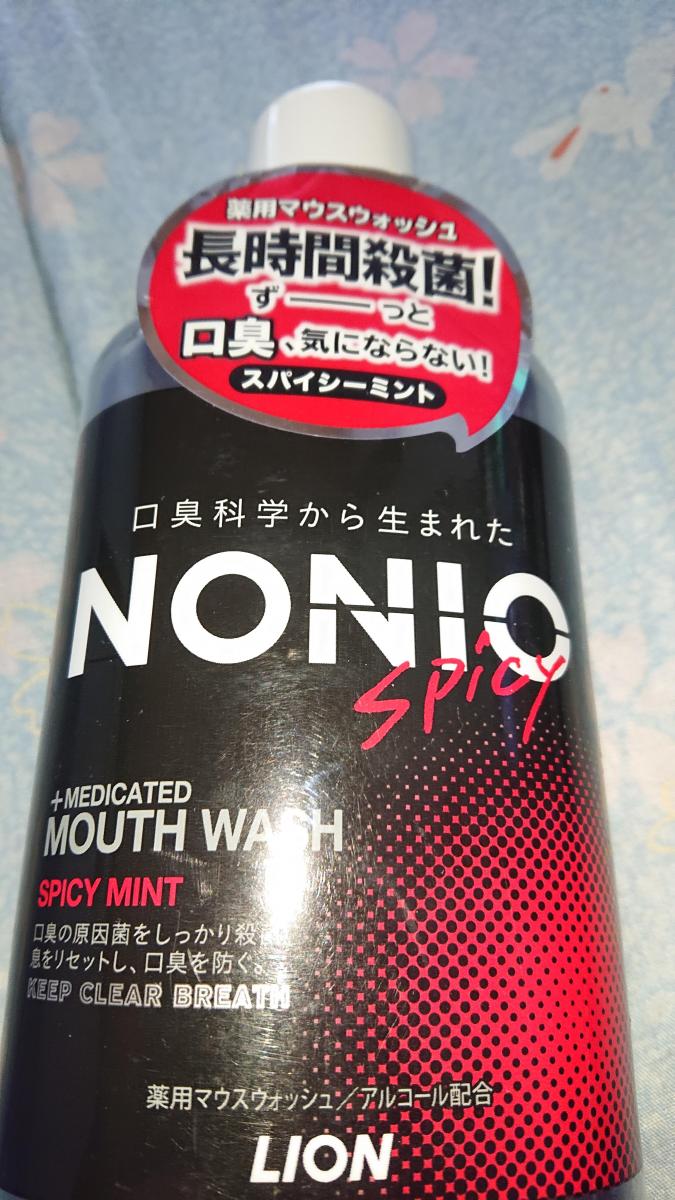 薬用マウスウォッシュ
長時間殺菌!
ず――っと
口臭、気にならない!
スパイシーミント
口臭科学から生まれた
NONIO
Spicy
+MEDICATED
MOUTH WASH
SPICY MINT
口臭の原因菌をしっかり殺
息をリセットし、口臭を防ぐ。
KEEP CLEAR BREATH
薬用マウスウォッシュ/アルコール配合
LION